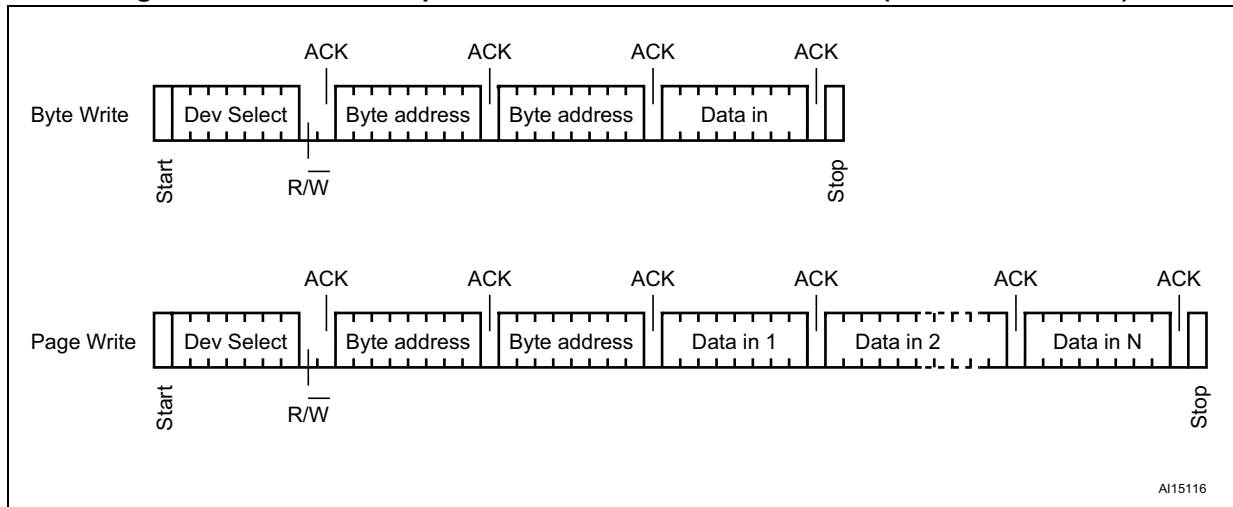 ACK ACK ACK ACK
Byte Write Dev Select Byte address Byte address Data in
Start R/W̅ Stop
ACK ACK ACK ACK ACK ACK
Page Write Dev Select Byte address Byte address Data in 1 Data in 2 Data in N
Start R/W̅ Stop
AI15116